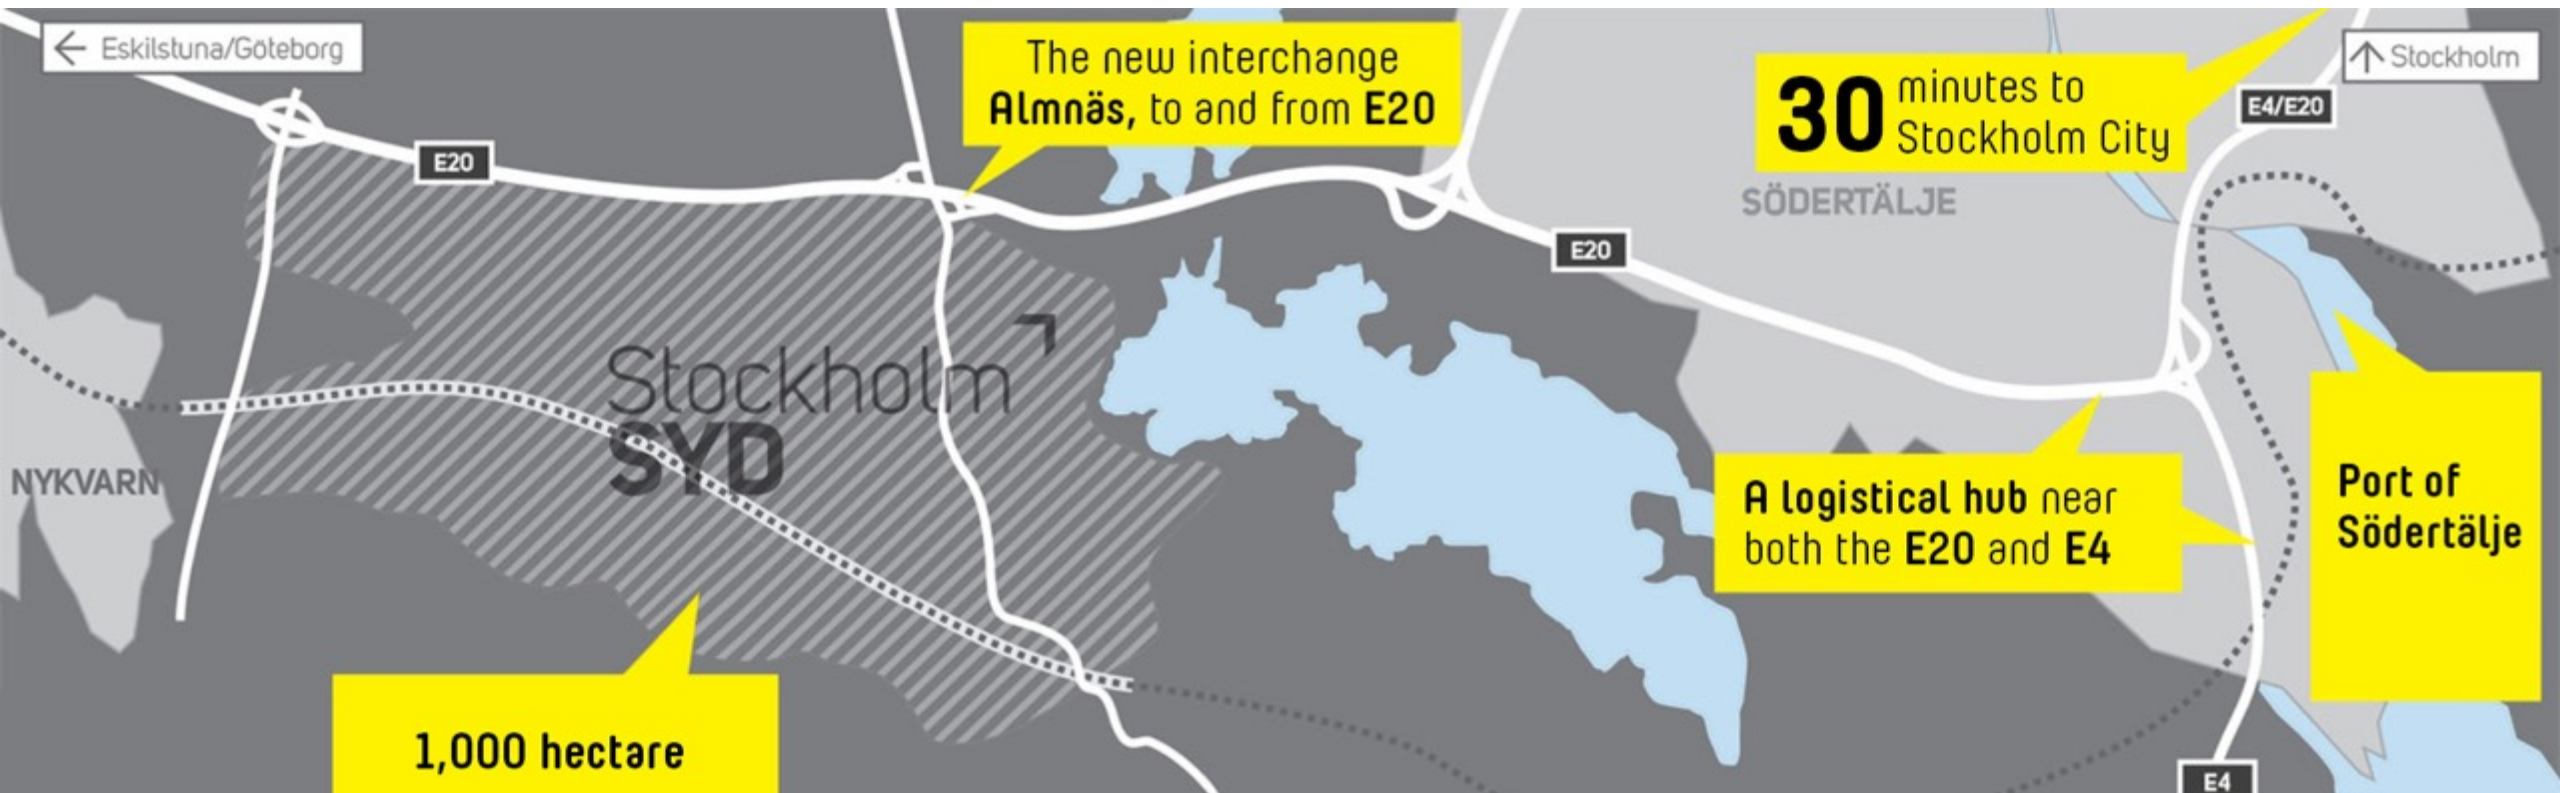 ← Eskilstuna/Göteborg
The new interchange
Almnäs, to and from E20
30 minutes to
Stockholm City
↑ Stockholm
E4/E20
E20
SÖDERTÄLJE
E20
Stockholm
SYD
NYKVARN
A logistical hub near
both the E20 and E4
Port of
Södertälje
1,000 hectare
E4